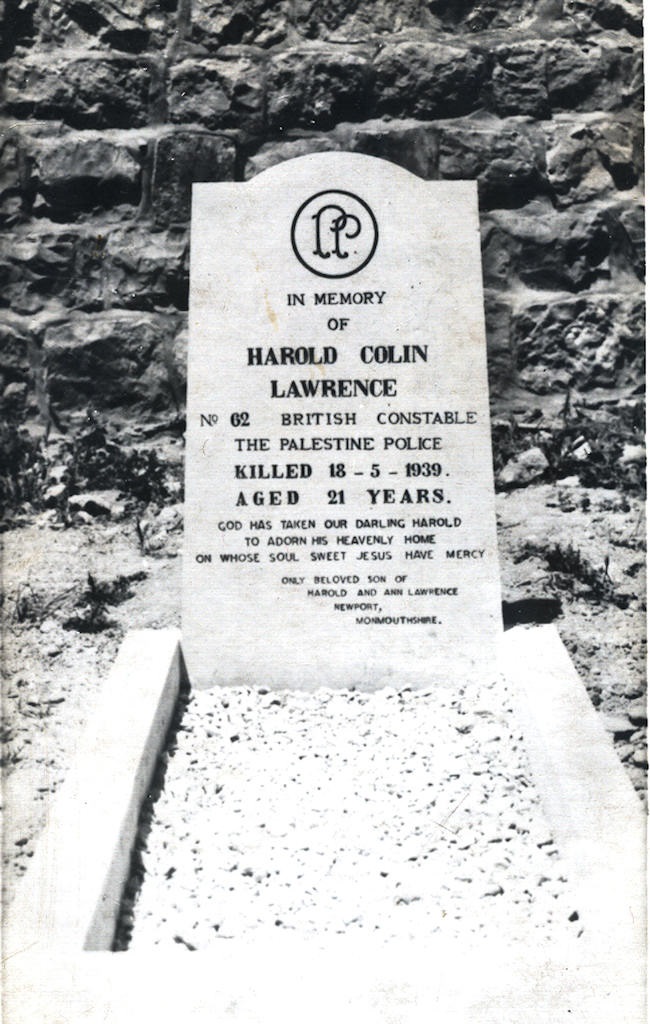 PP
IN MEMORY
OF
HAROLD COLIN
LAWRENCE
No 62 BRITISH CONSTABLE
THE PALESTINE POLICE
KILLED 18 - 5 - 1939.
AGED 21 YEARS.
GOD HAS TAKEN OUR DARLING HAROLD
TO ADORN HIS HEAVENLY HOME
ON WHOSE SOUL SWEET JESUS HAVE MERCY
ONLY BELOVED SON OF
HAROLD AND ANN LAWRENCE
NEWPORT,
MONMOUTHSHIRE.